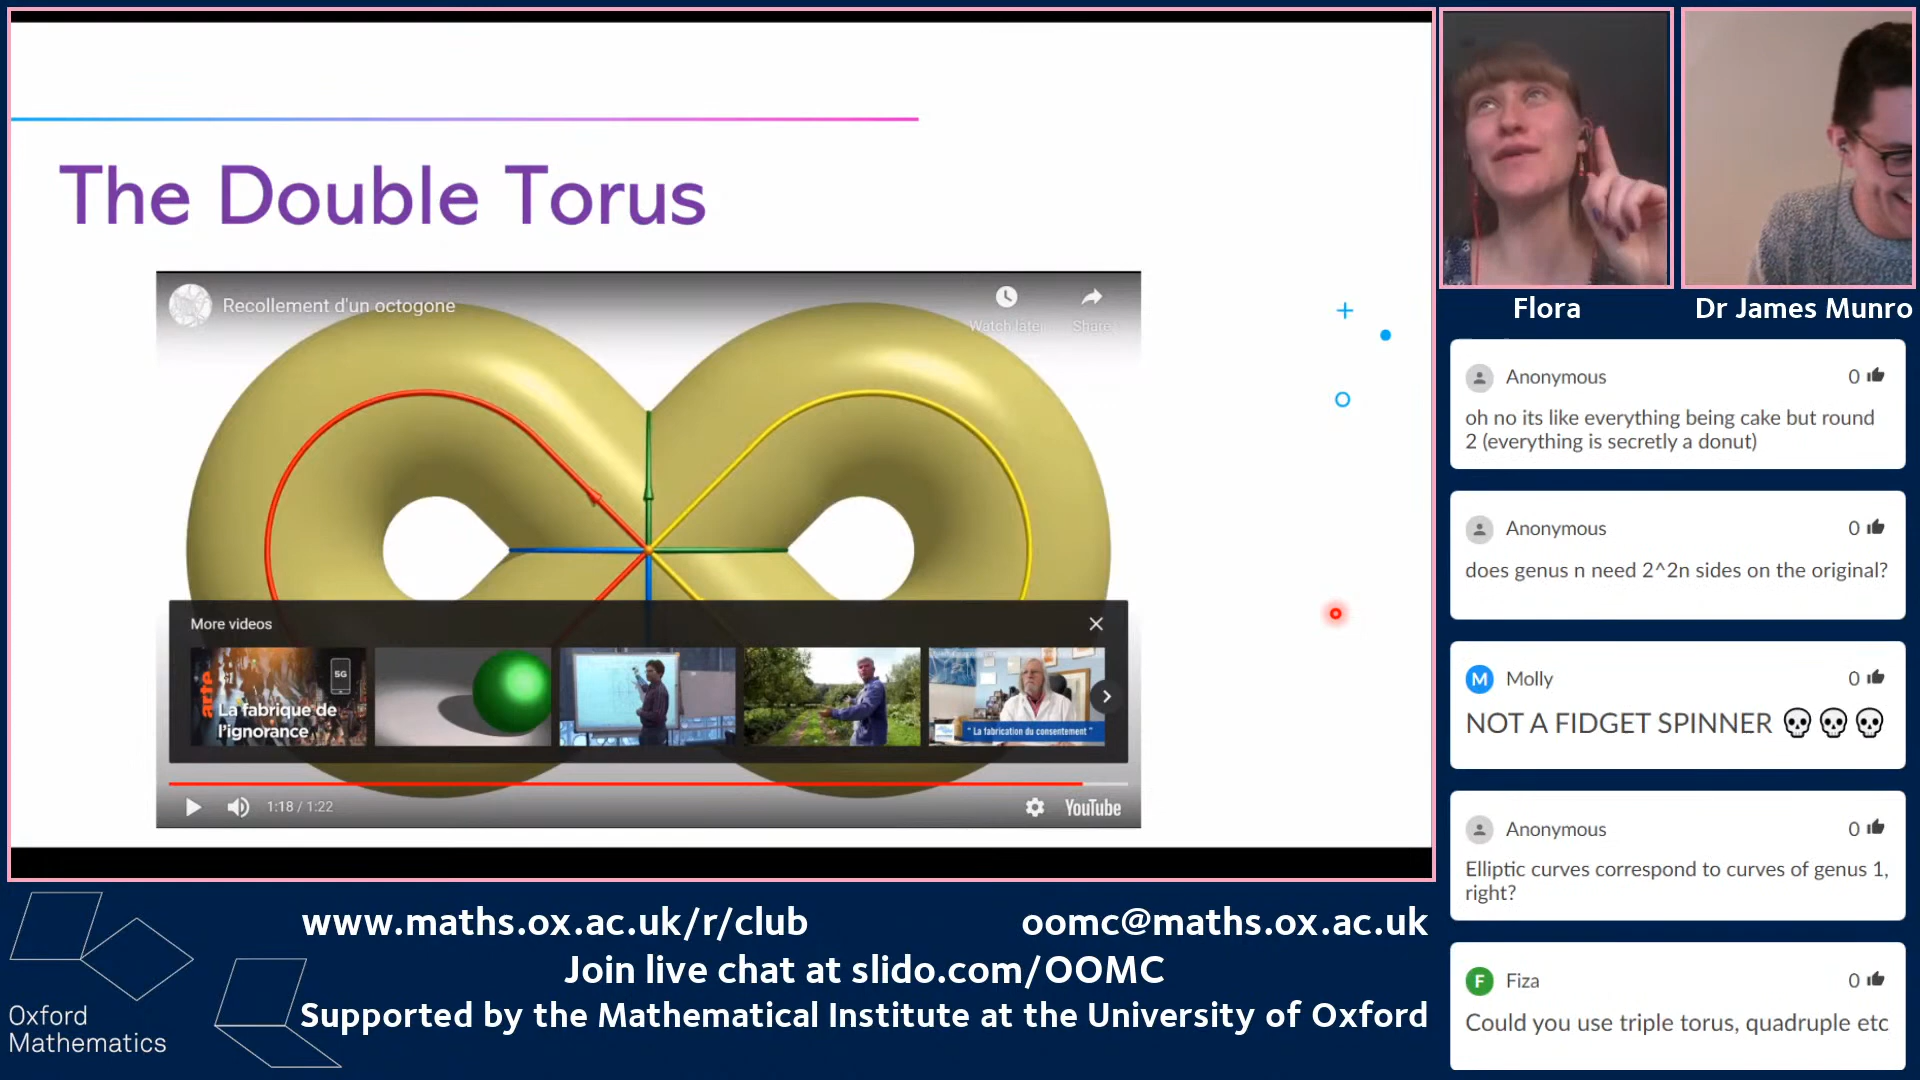 The Double Torus
Recollement d'un octogone
Watch later
Share
More videos
arte
5G
La fabrique de
l'ignorance
" La fabrication du consentement "
1:18 / 1:22
YouTube
Flora
Dr James Munro
Anonymous
0
oh no its like everything being cake but round
2 (everything is secretly a donut)
Anonymous
0
does genus n need 2^2n sides on the original?
M
Molly
0
NOT A FIDGET SPINNER 💀💀💀
Anonymous
0
Elliptic curves correspond to curves of genus 1,
right?
F
Fiza
0
Could you use triple torus, quadruple etc
www.maths.ox.ac.uk/r/club
oomc@maths.ox.ac.uk
Join live chat at slido.com/OOMC
Supported by the Mathematical Institute at the University of Oxford
Oxford
Mathematics